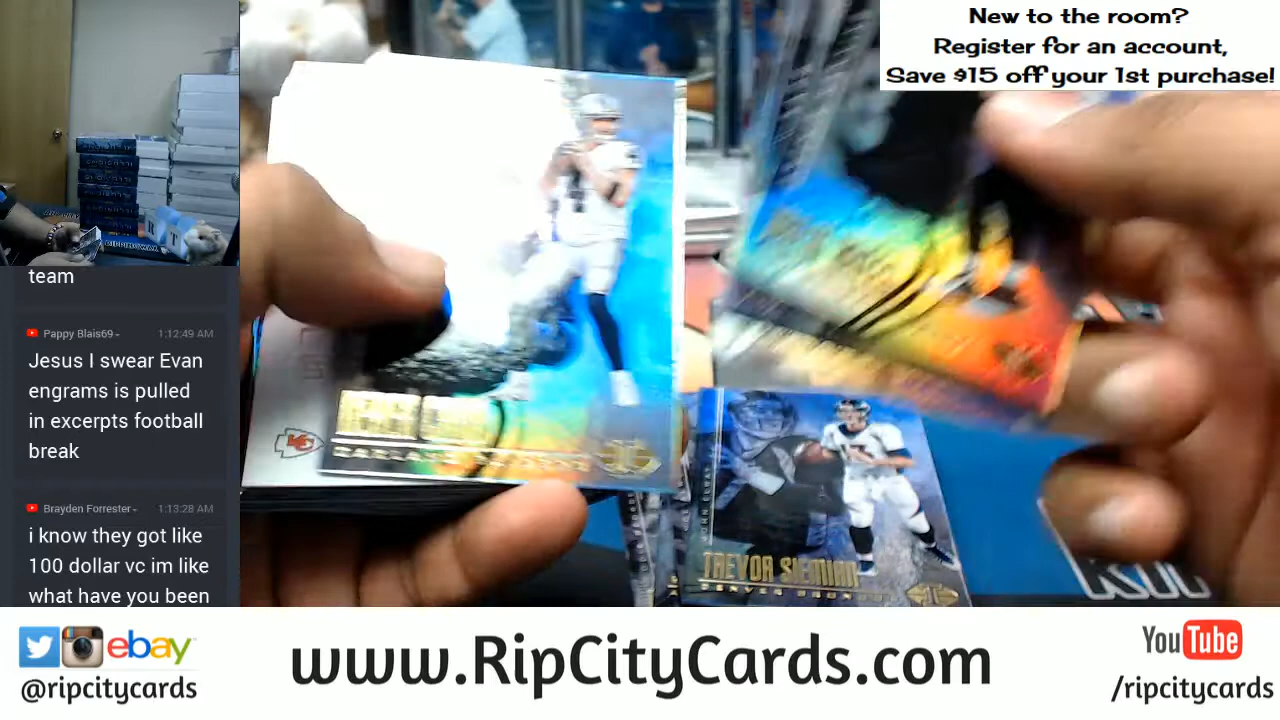 New to the room?
Register for an account,
Save $15 off your 1st purchase!
team
Pappy Blais69
1:12:49 AM
Jesus I swear Evan
engrams is pulled
in excerpts football
break
Brayden Forrester
1:13:28 AM
i know they got like
100 dollar vc im like
what have you been
TREVOR SIEMIAN
DENVER BRONCOS
JOHN ELWAY
ebay
@ripcitycards
www.RipCityCards.com
YouTube
/ripcitycards